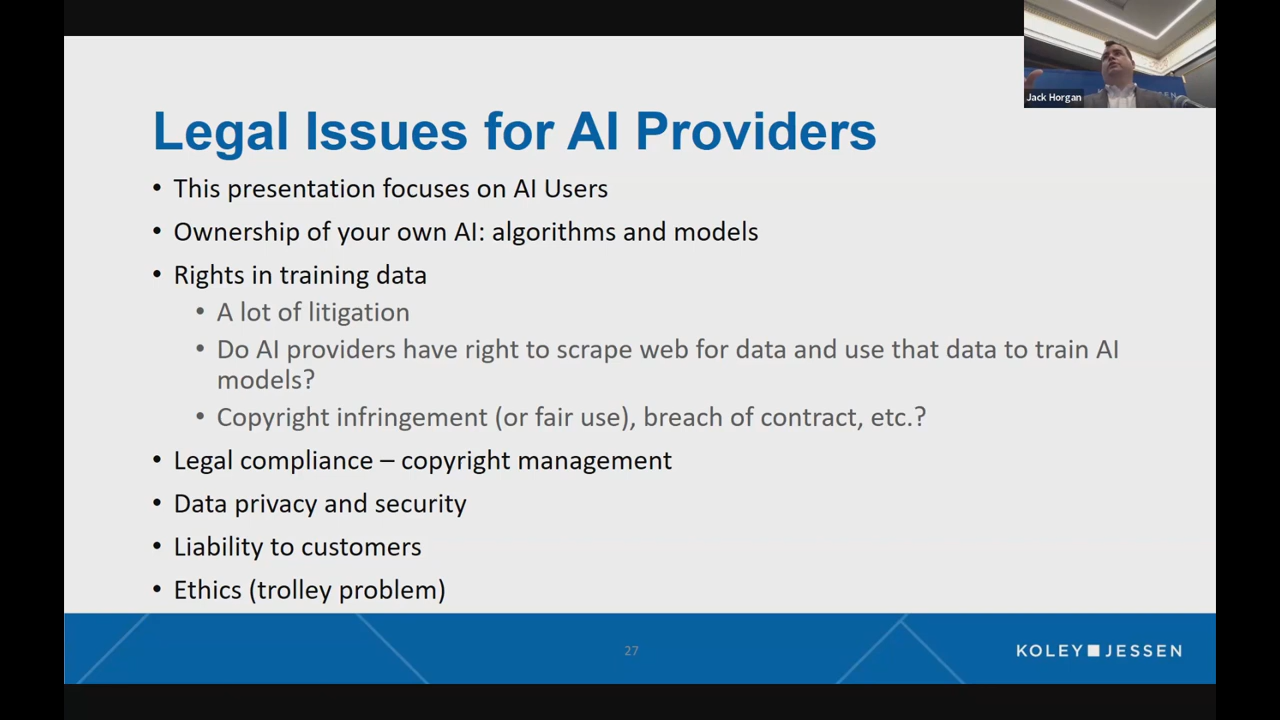 Jack Horgan
Legal Issues for AI Providers
• This presentation focuses on AI Users
• Ownership of your own AI: algorithms and models
• Rights in training data
• A lot of litigation
• Do AI providers have right to scrape web for data and use that data to train AI
models?
• Copyright infringement (or fair use), breach of contract, etc.?
• Legal compliance – copyright management
• Data privacy and security
• Liability to customers
• Ethics (trolley problem)
27
KOLEY JESSEN